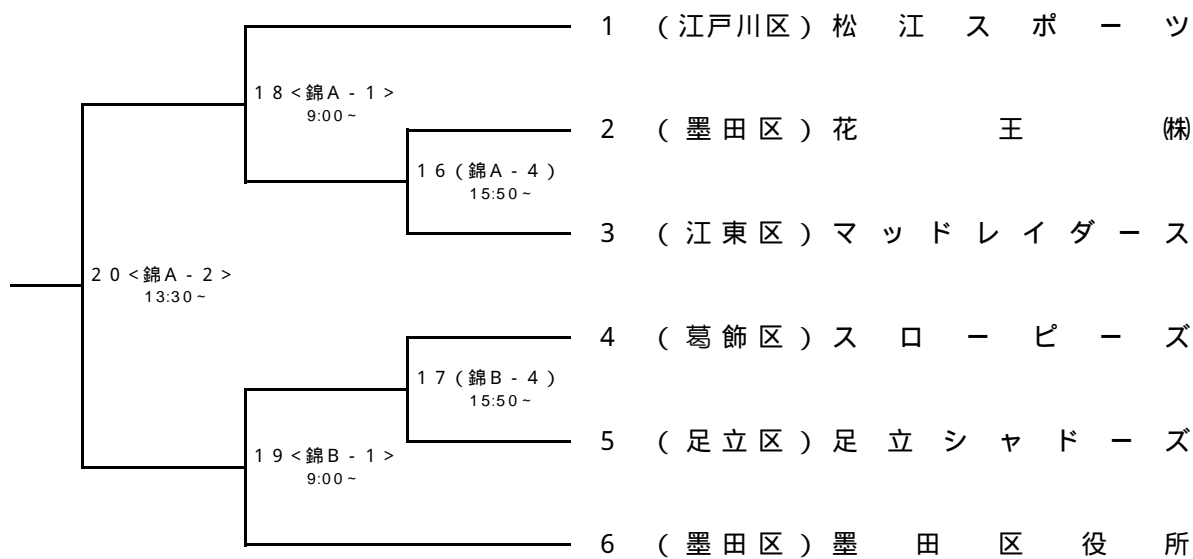 1 (江戸川区) 松江スポーツ
18<錦A-1>
9:00~
2 (墨田区) 花王㈱
16(錦A-4)
15:50~
3 (江東区) マッドレイダース
20<錦A-2>
13:30~
4 (葛飾区) スローピーズ
17(錦B-4)
15:50~
5 (足立区) 足立シャドーズ
19<錦B-1>
9:00~
6 (墨田区) 墨田区役所